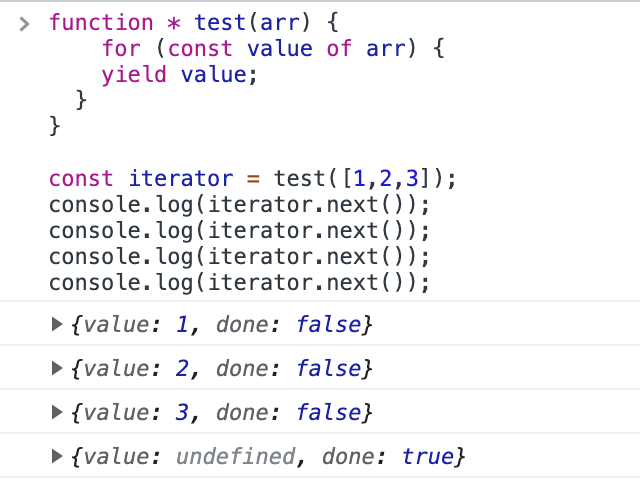 function * test(arr) {
for (const value of arr) {
yield value;
}
}
const iterator = test([1,2,3]);
console.log(iterator.next());
console.log(iterator.next());
console.log(iterator.next());
console.log(iterator.next());
{value: 1, done: false}
{value: 2, done: false}
{value: 3, done: false}
{value: undefined, done: true}